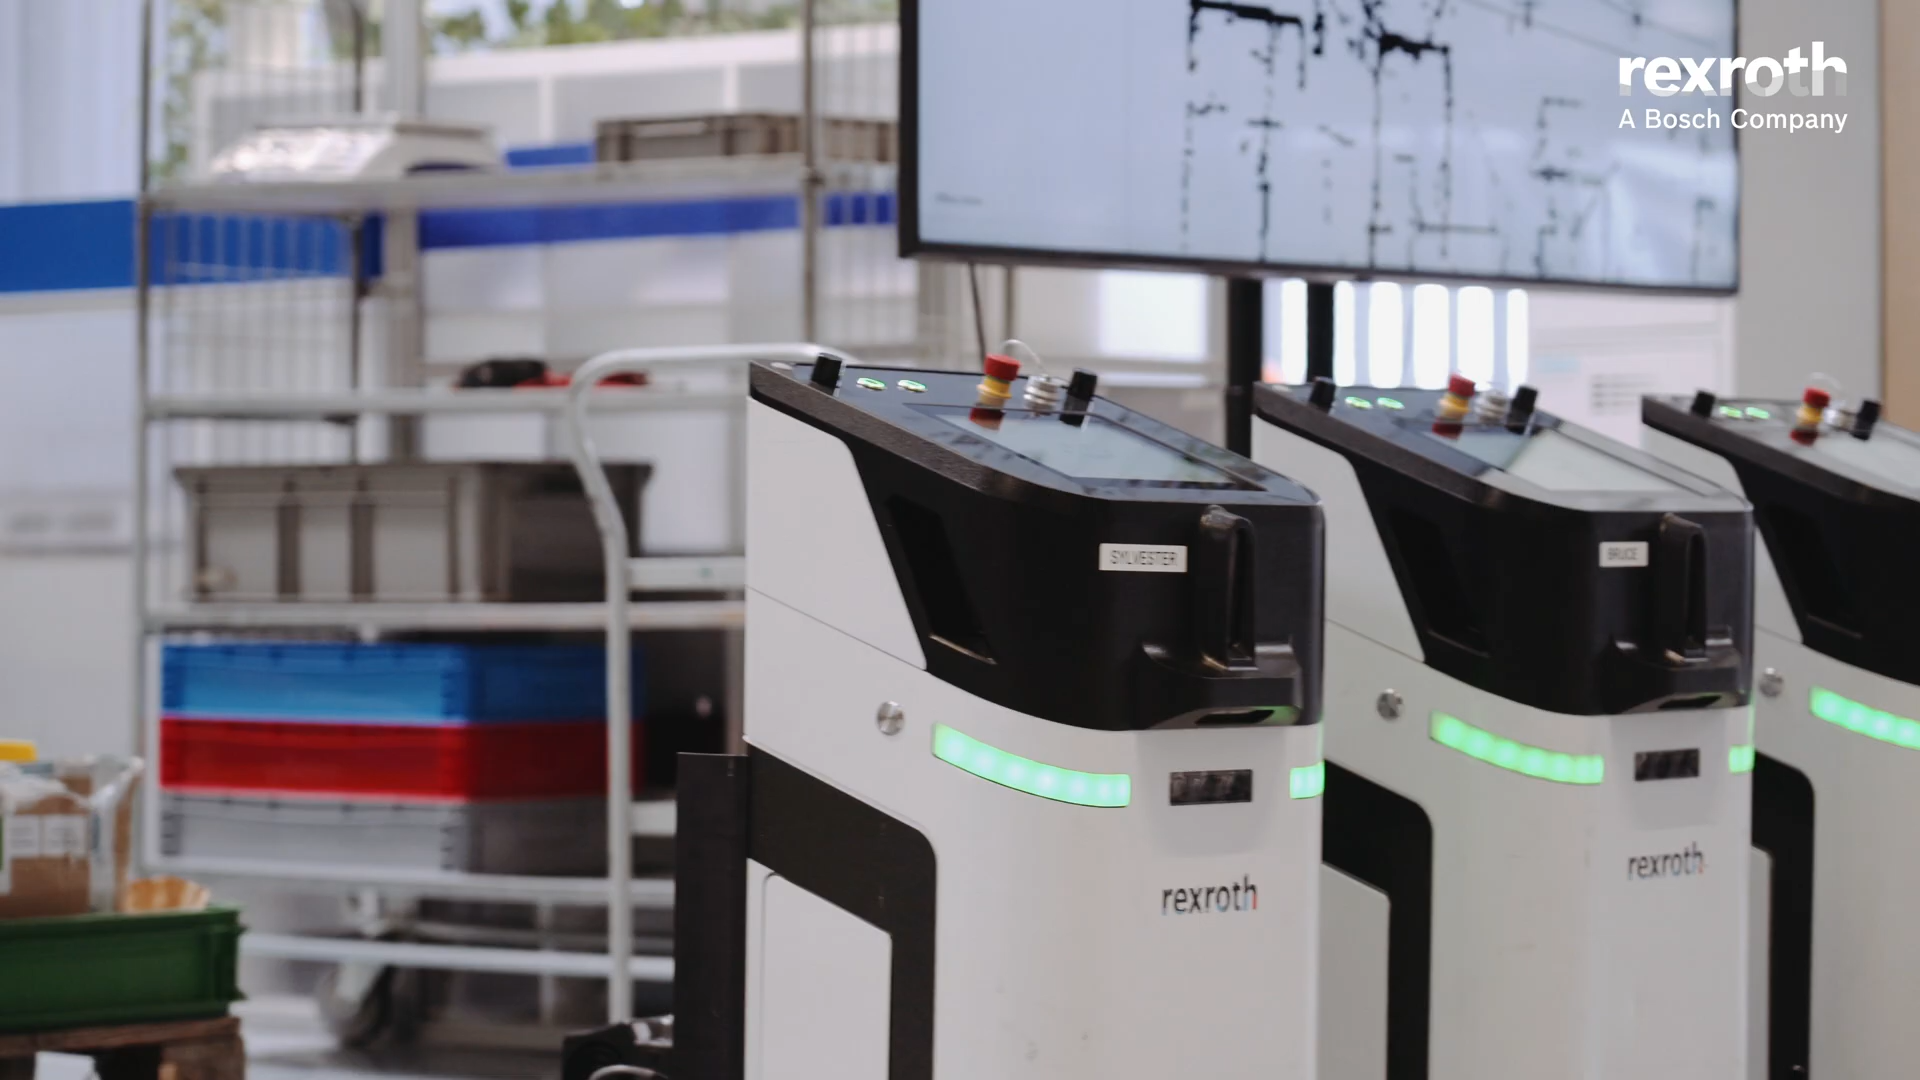 rexroth
A Bosch Company
SYLVESTER
BRUCE
rexroth
rexroth